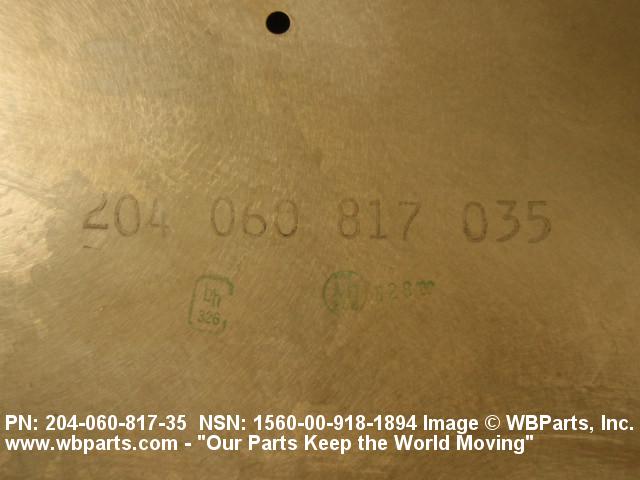 204 060 817 035
326
PN: 204-060-817-35 NSN: 1560-00-918-1894 Image © WBParts, Inc.
www.wbparts.com - "Our Parts Keep the World Moving"